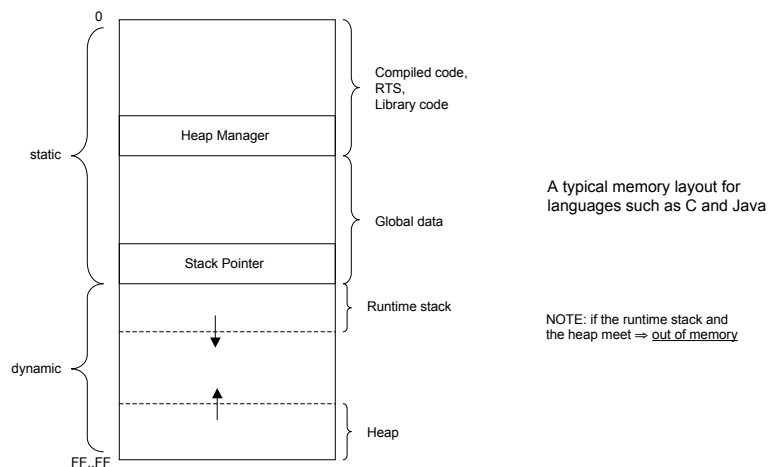 0
Compiled code,
RTS,
Library code
Heap Manager
static
A typical memory layout for
languages such as C and Java
Global data
Stack Pointer
Runtime stack
NOTE: if the runtime stack and
the heap meet ⇒ out of memory
dynamic
Heap
FF..FF